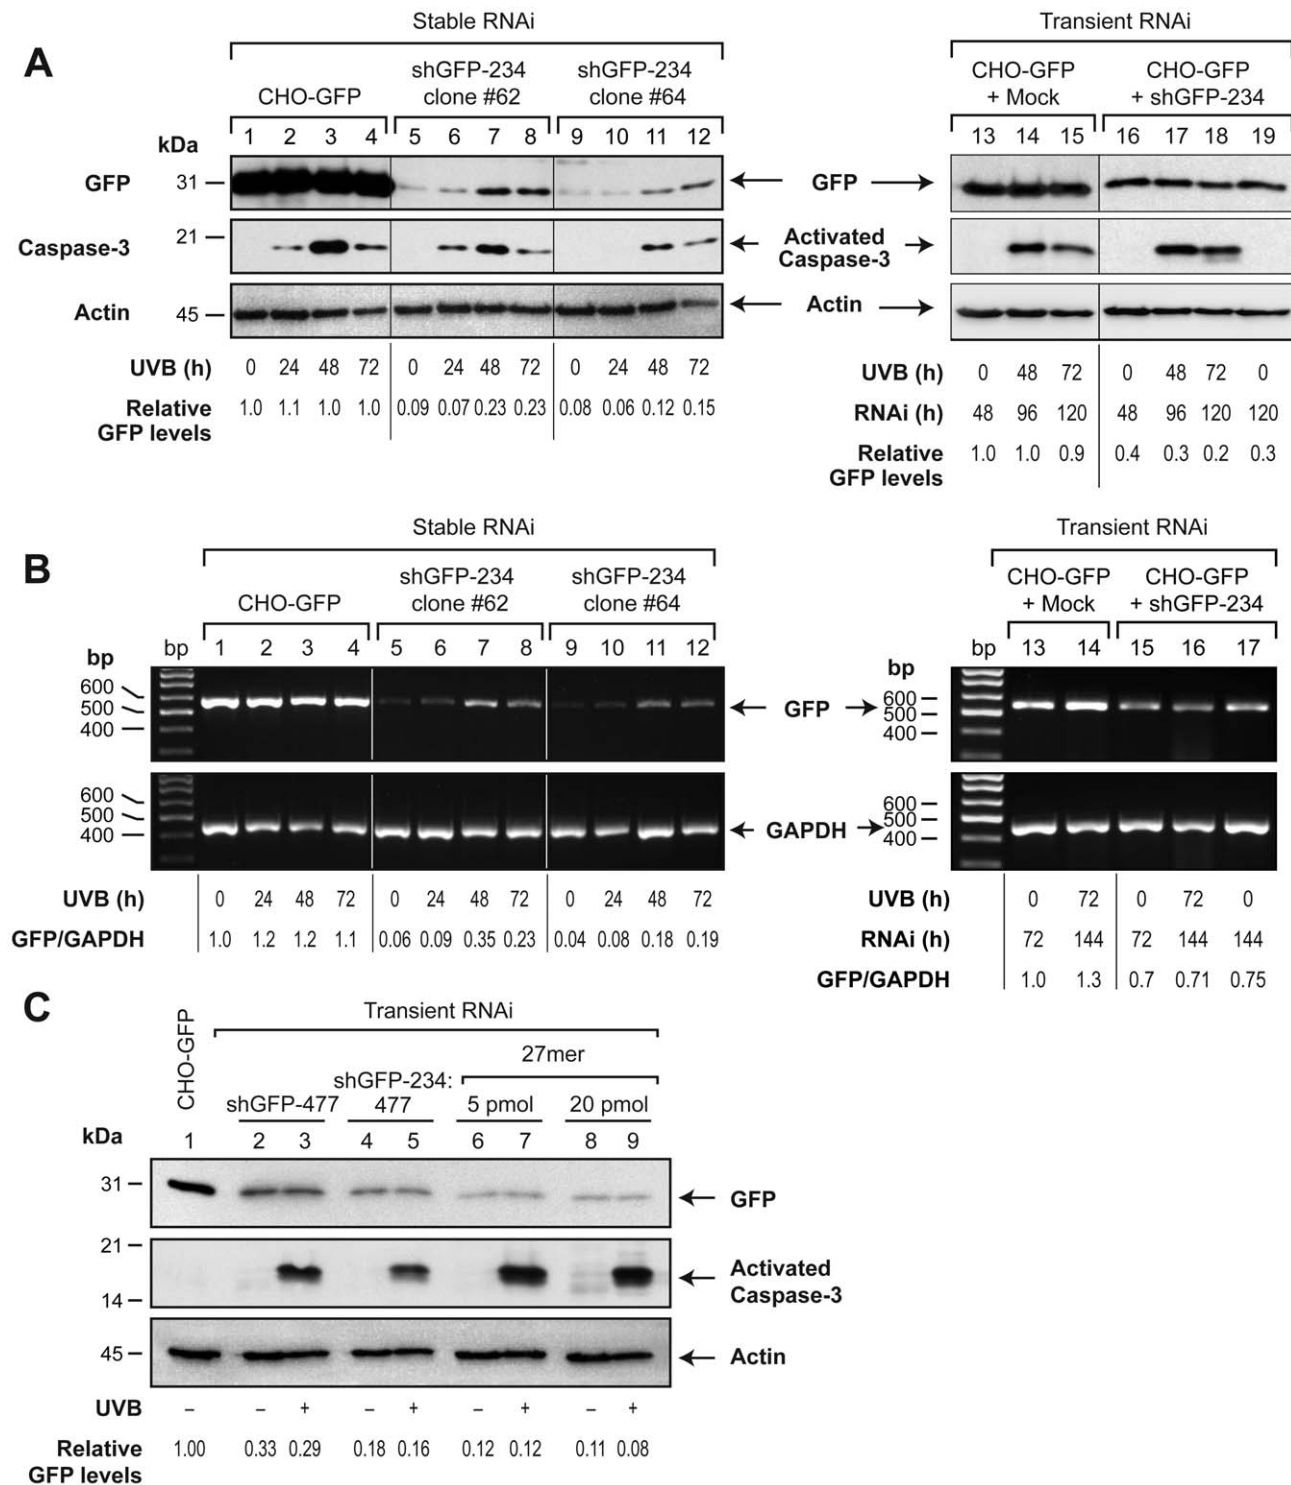 A
Stable RNAi
Transient RNAi
CHO-GFP
shGFP-234
clone #62
shGFP-234
clone #64
CHO-GFP
+ Mock
CHO-GFP
+ shGFP-234
kDa
1 2 3 4 5 6 7 8 9 10 11 12
13 14 15 16 17 18 19
GFP 31 GFP
Caspase-3 21 Activated
Caspase-3
Actin 45 Actin
UVB (h) 0 24 48 72 0 24 48 72 0 24 48 72
Relative
GFP levels
1.0 1.1 1.0 1.0 0.09 0.07 0.23 0.23 0.08 0.06 0.12 0.15
UVB (h) 0 48 72 0 48 72 0
RNAi (h) 48 96 120 48 96 120 120
Relative
GFP levels
1.0 1.0 0.9 0.4 0.3 0.2 0.3
B
Stable RNAi
Transient RNAi
CHO-GFP
shGFP-234
clone #62
shGFP-234
clone #64
CHO-GFP
+ Mock
CHO-GFP
+ shGFP-234
bp bp 1 2 3 4 5 6 7 8 9 10 11 12
bp bp 13 14 15 16 17
600
500
400
GFP
600
500
400
600
500
400
GAPDH
600
500
400
UVB (h) 0 24 48 72 0 24 48 72 0 24 48 72
GFP/GAPDH 1.0 1.2 1.2 1.1 0.06 0.09 0.35 0.23 0.04 0.08 0.18 0.19
UVB (h) 0 72 0 72 0
RNAi (h) 72 144 72 144 144
GFP/GAPDH 1.0 1.3 0.7 0.71 0.75
C
CHO-GFP
Transient RNAi
27mer
shGFP-477
shGFP-234:
477
5 pmol
20 pmol
kDa 1 2 3 4 5 6 7 8 9
31 GFP
21
14
Activated
Caspase-3
45 Actin
UVB – – + – + – + – +
Relative
GFP levels
1.00 0.33 0.29 0.18 0.16 0.12 0.12 0.11 0.08